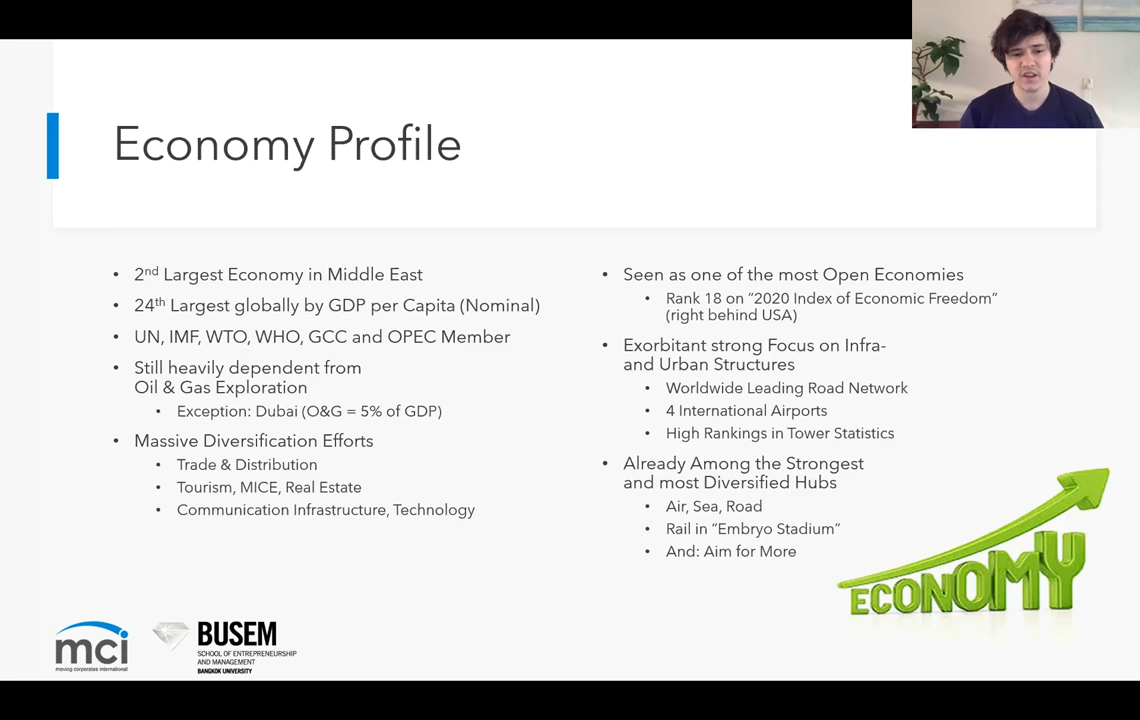 Economy Profile
• 2nd Largest Economy in Middle East
• 24th Largest globally by GDP per Capita (Nominal)
• UN, IMF, WTO, WHO, GCC and OPEC Member
• Still heavily dependent from
Oil & Gas Exploration
• Exception: Dubai (O&G = 5% of GDP)
• Massive Diversification Efforts
• Trade & Distribution
• Tourism, MICE, Real Estate
• Communication Infrastructure, Technology
• Seen as one of the most Open Economies
• Rank 18 on "2020 Index of Economic Freedom"
(right behind USA)
• Exorbitant strong Focus on Infra-
and Urban Structures
• Worldwide Leading Road Network
• 4 International Airports
• High Rankings in Tower Statistics
• Already Among the Strongest
and most Diversified Hubs
• Air, Sea, Road
• Rail in "Embryo Stadium"
• And: Aim for More
ECONOMY
mci
moving corporates international
BUSEM
SCHOOL OF ENTREPRENEURSHIP
AND MANAGEMENT
BANGKOK UNIVERSITY